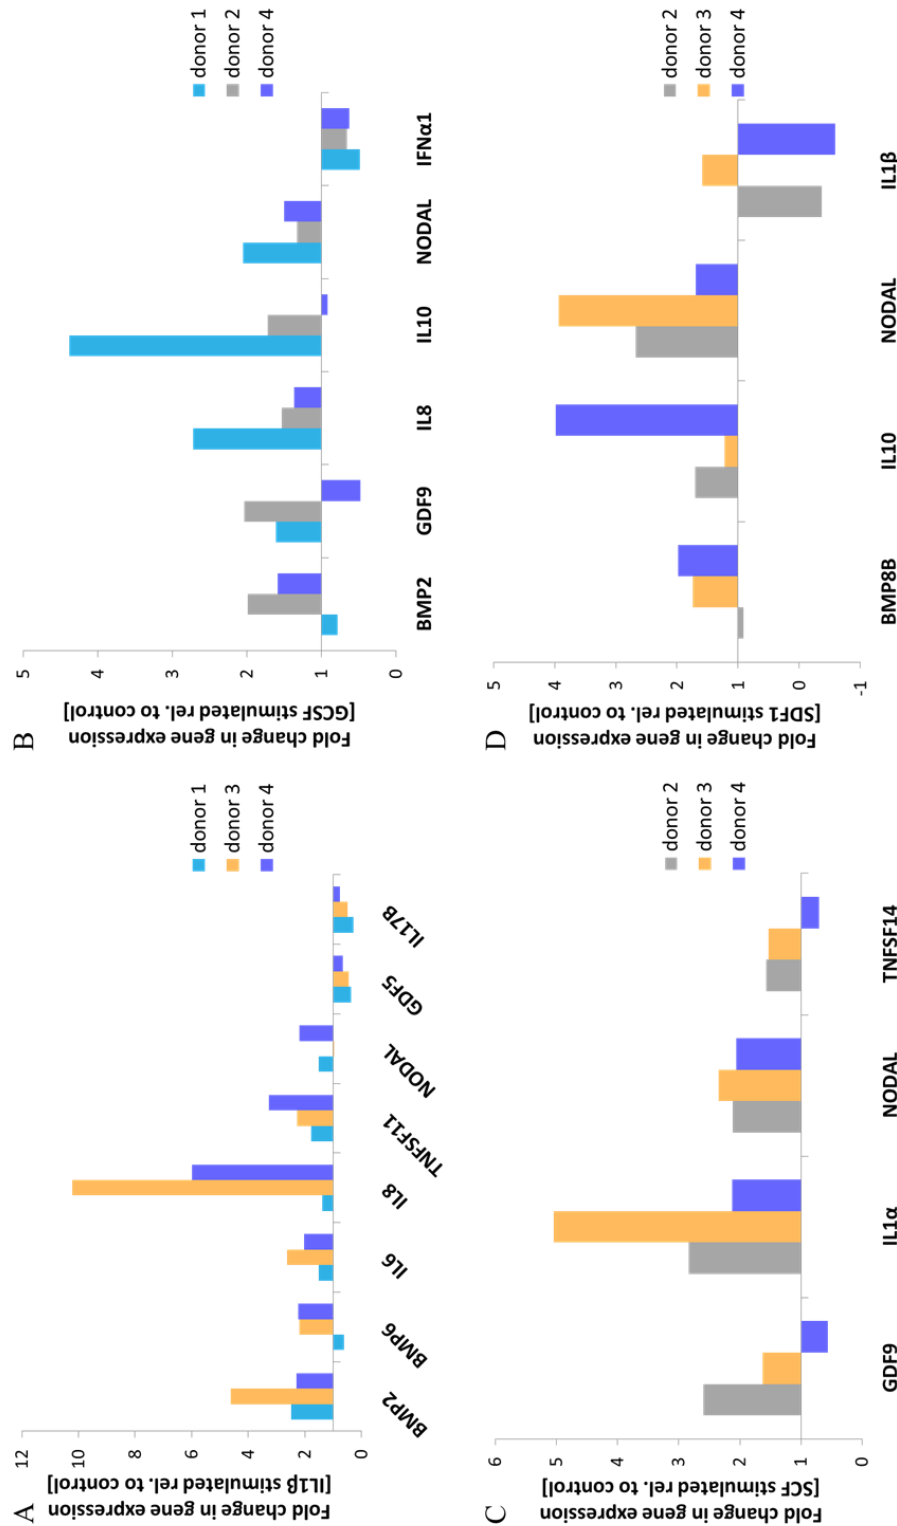 A
Fold change in gene expression
[IL1β stimulated rel. to control]
12
10
8
6
4
2
0
BMP2
BMP6
IL6
IL8
TNFSF11
NODAL
GDF5
IL17B
donor 1
donor 3
donor 4
B
Fold change in gene expression
[GCSF stimulated rel. to control]
5
4
3
2
1
0
BMP2
GDF9
IL8
IL10
NODAL
IFNα1
donor 1
donor 2
donor 4
C
Fold change in gene expression
[SCF stimulated rel. to control]
6
5
4
3
2
1
0
GDF9
IL1α
NODAL
TNFSF14
donor 2
donor 3
donor 4
D
Fold change in gene expression
[SDF1 stimulated rel. to control]
5
4
3
2
1
0
-1
BMP8B
IL10
NODAL
IL1β
donor 2
donor 3
donor 4